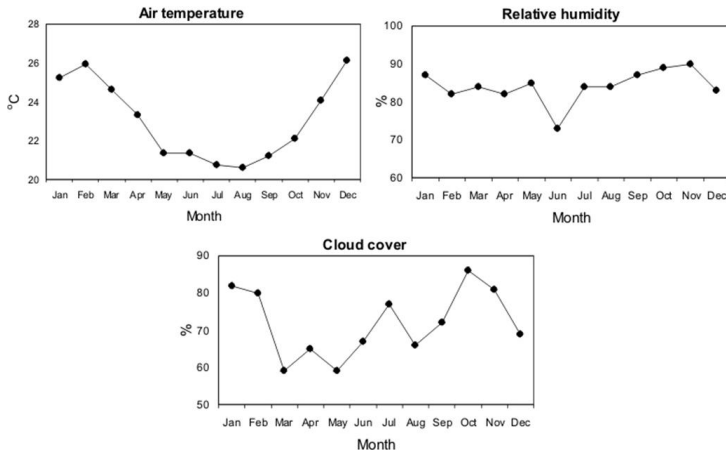 Air temperature
28
26
24
22
20
°C
Jan Feb Mar Apr May Jun Jul Aug Sep Oct Nov Dec
Month
Relative humidity
100
90
80
70
60
%
Jan Feb Mar Apr May Jun Jul Aug Sep Oct Nov Dec
Month
Cloud cover
90
80
70
60
50
%
Jan Feb Mar Apr May Jun Jul Aug Sep Oct Nov Dec
Month